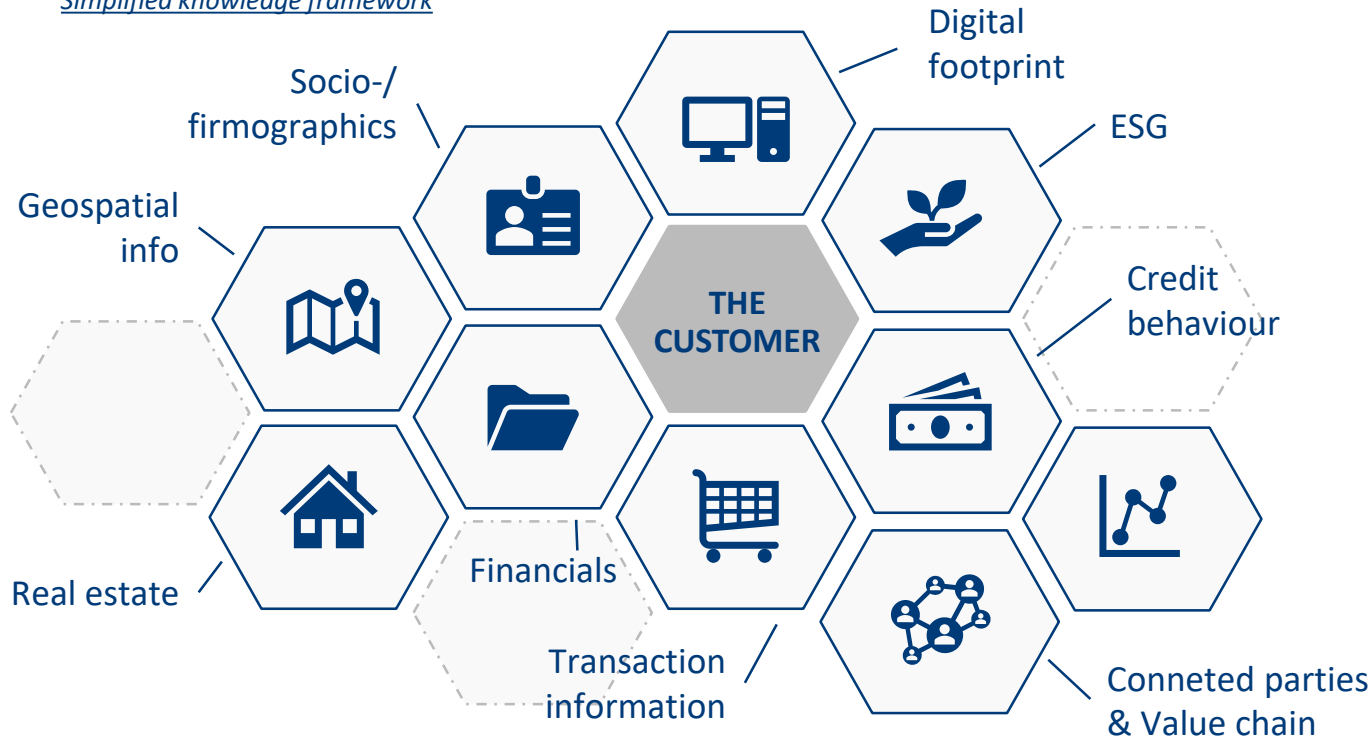 Simplified knowledge framework
Digital
footprint
Socio-/
firmographics
ESG
Geospatial
info
THE
CUSTOMER
Credit
behaviour
Financials
Real estate
Transaction
information
Conneted parties
& Value chain